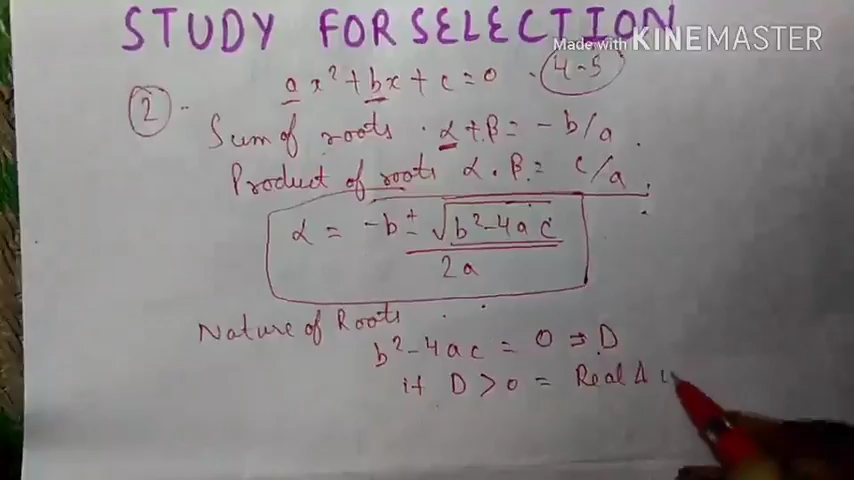 STUDY FOR SELECTION
Made with KINEMASTER
ax²+bx+c=0 4-5
2
Sum of roots . α+β = -b/a .
Product of roots α . β = c/a
α = -b ± √b²-4ac / 2a
Nature of Roots
b²-4ac = 0 ⇒ D
if D > 0 = Real &